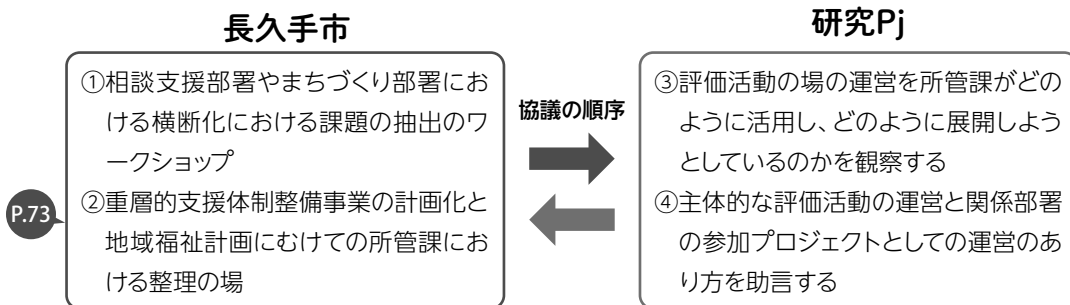 長久手市
①相談支援部署やまちづくり部署にお
ける横断化における課題の抽出のワ
ークショップ
P.73
②重層的支援体制整備事業の計画化と
地域福祉計画にむけての所管課にお
ける整理の場
協議の順序
研究Pj
③評価活動の場の運営を所管課がどの
ように活用し、どのように展開しよう
としているのかを観察する
④主体的な評価活動の運営と関係部署
の参加プロジェクトとしての運営のあ
り方を助言する